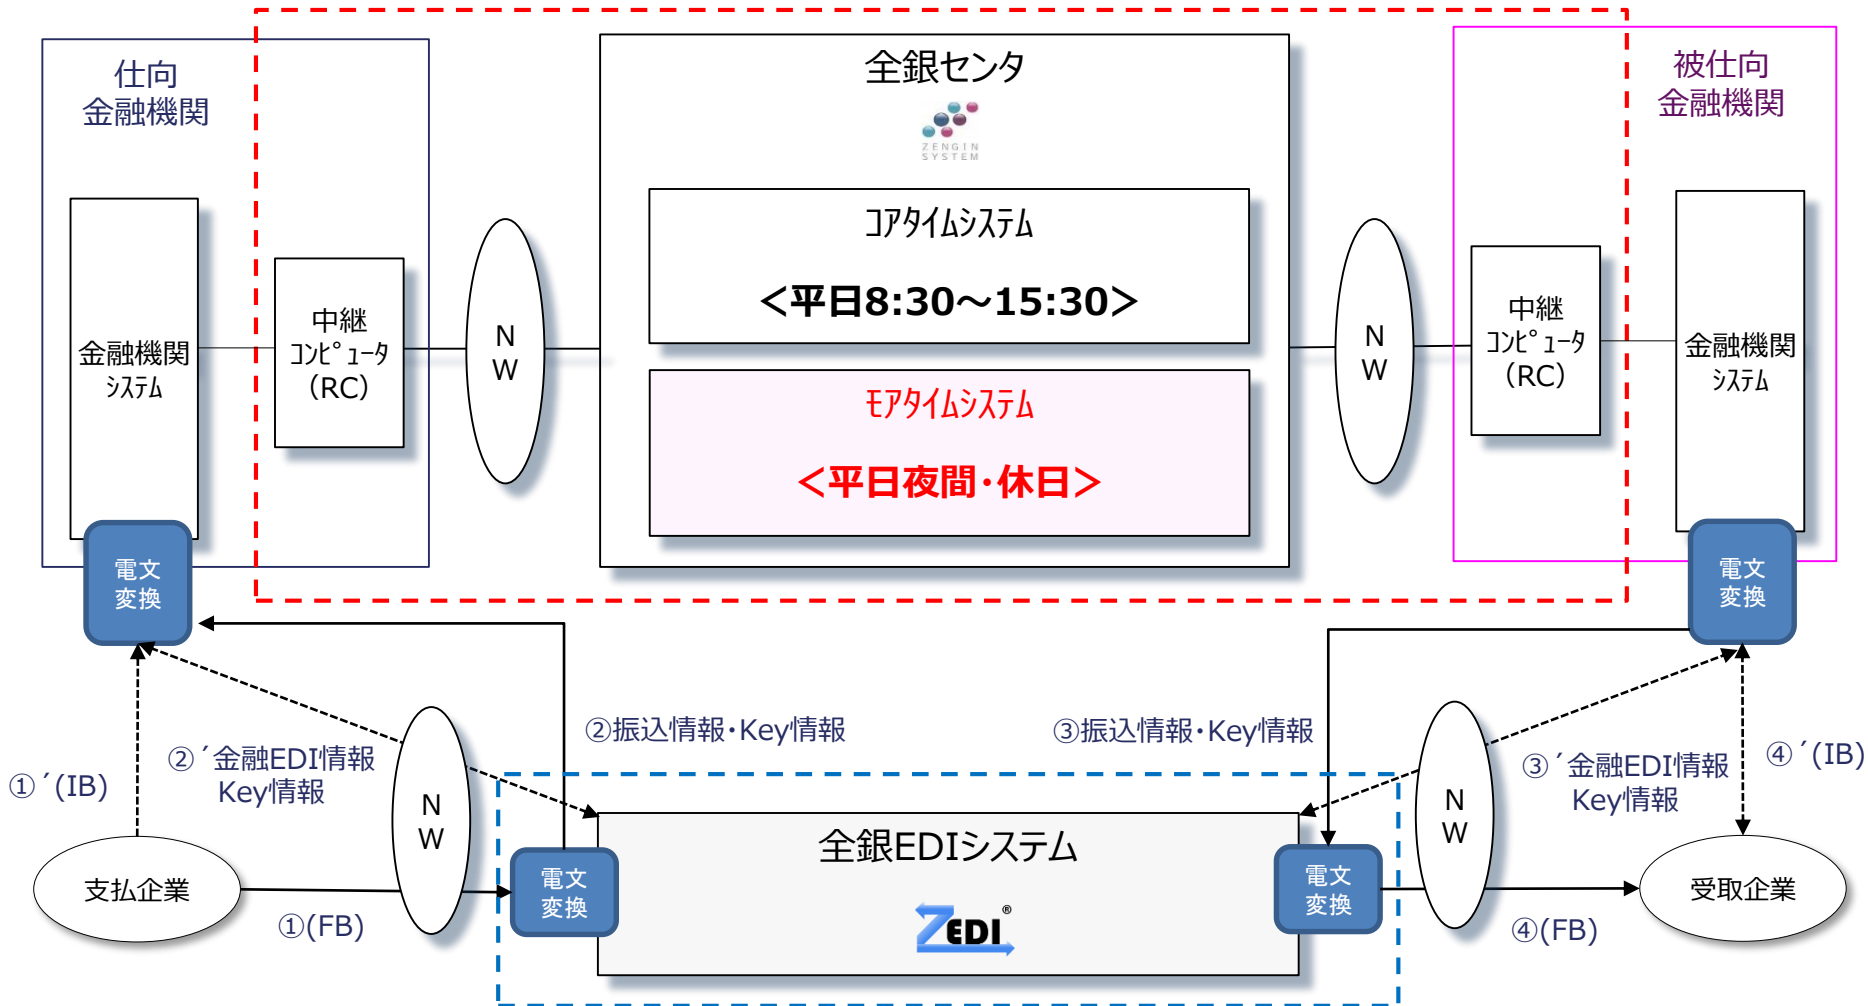 仕向
金融機関
全銀センタ
ZENGIN
SYSTEM
被仕向
金融機関
コアタイムシステム
<平日8:30～15:30>
モアタイムシステム
<平日夜間・休日>
金融機関
システム
中継
コンピュータ
(RC)
N
W
N
W
中継
コンピュータ
(RC)
金融機関
システム
電文
変換
電文
変換
②振込情報・Key情報
③振込情報・Key情報
①´(IB)
②´金融EDI情報
Key情報
N
W
N
W
③´金融EDI情報
Key情報
④´(IB)
支払企業
①(FB)
電文
変換
全銀EDIシステム
ZEDI®
電文
変換
④(FB)
受取企業